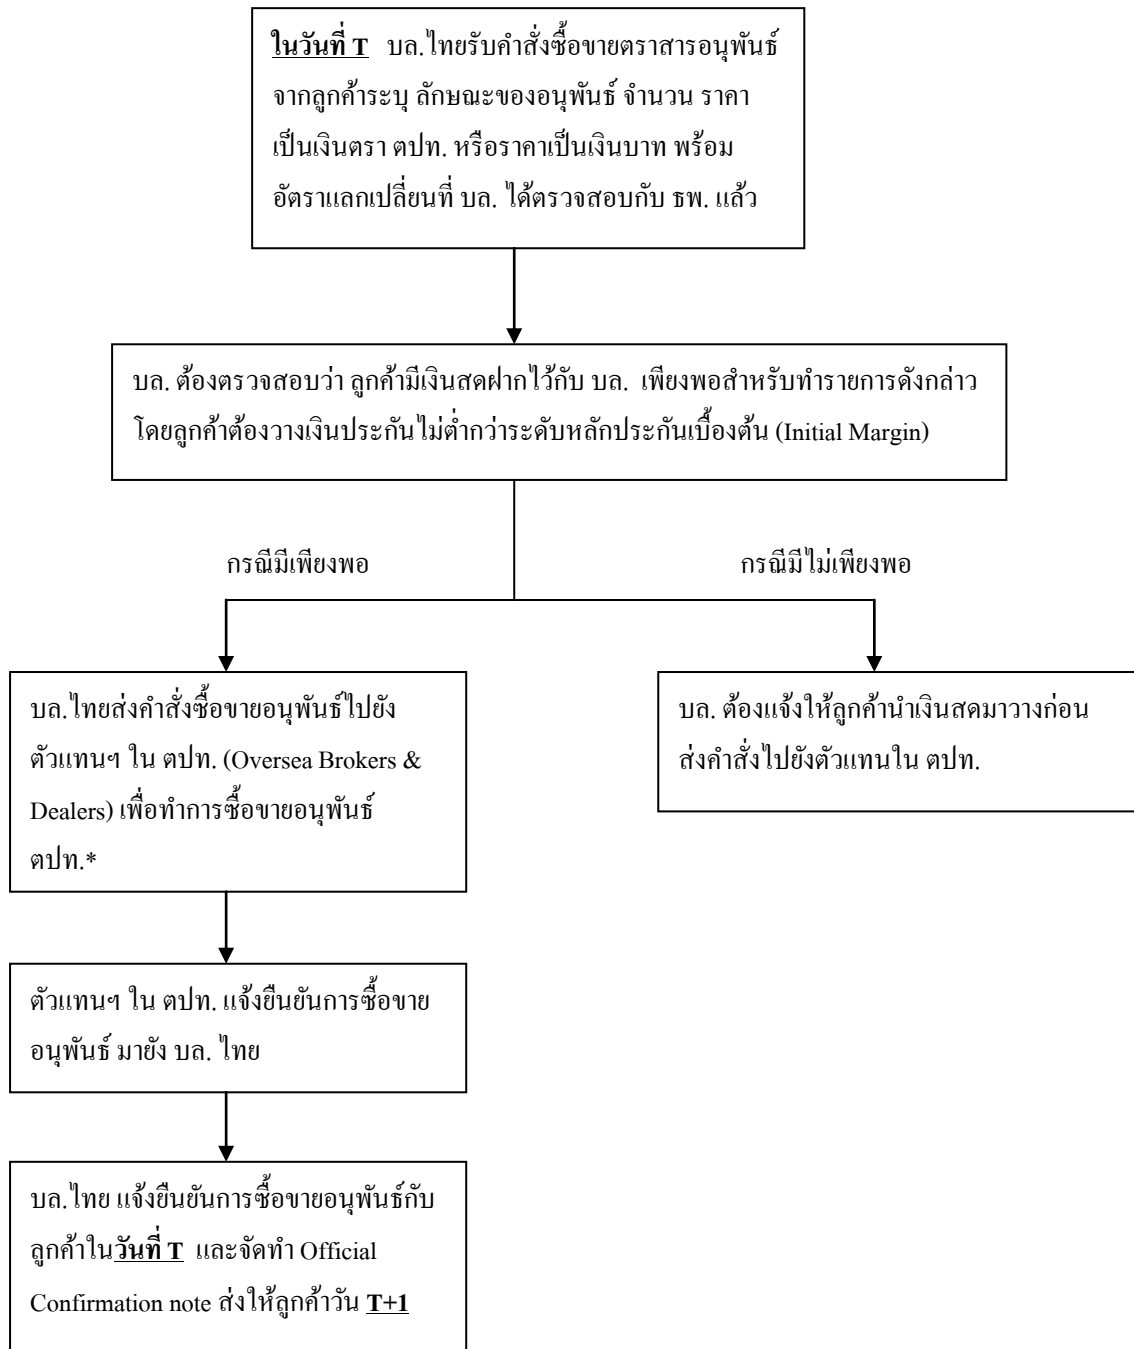 ในวันที่ T บล.ไทยรับคำสั่งซื้อขายตราสารอนุพันธ์
จากลูกค้าระบุ ลักษณะของอนุพันธ์ จำนวน ราคา
เป็นเงินตรา ตปท. หรือราคาเป็นเงินบาท พร้อม
อัตราแลกเปลี่ยนที่ บล. ได้ตรวจสอบกับ ธพ. แล้ว
บล. ต้องตรวจสอบว่า ลูกค้ามีเงินสดฝากไว้กับ บล. เพียงพอสำหรับทำรายการดังกล่าว
โดยลูกค้าต้องวางเงินประกันไม่ต่ำกว่าระดับหลักประกันเบื้องต้น (Initial Margin)
กรณีมีเพียงพอ
กรณีมีไม่เพียงพอ
บล.ไทยส่งคำสั่งซื้อขายอนุพันธ์ไปยัง
ตัวแทนฯ ใน ตปท. (Oversea Brokers &
Dealers) เพื่อทำการซื้อขายอนุพันธ์
ตปท.*
บล. ต้องแจ้งให้ลูกค้านำเงินสดมาวางก่อน
ส่งคำสั่งไปยังตัวแทนใน ตปท.
ตัวแทนฯ ใน ตปท. แจ้งยืนยันการซื้อขาย
อนุพันธ์ มายัง บล. ไทย
บล.ไทย แจ้งยืนยันการซื้อขายอนุพันธ์กับ
ลูกค้าในวันที่ T และจัดทำ Official
Confirmation note ส่งให้ลูกค้าวัน T+1